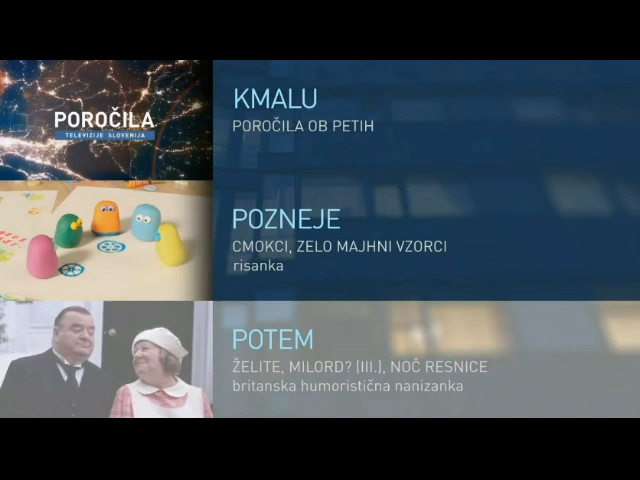 POROČILA
TELEVIZIJE SLOVENIJA
KMALU
POROČILA OB PETIH
POZNEJE
CMOKCI, ZELO MAJHNI VZORCI
risanka
POTEM
ŽELITE, MILORD? (III.), NOČ RESNICE
britanska humoristična nanizanka